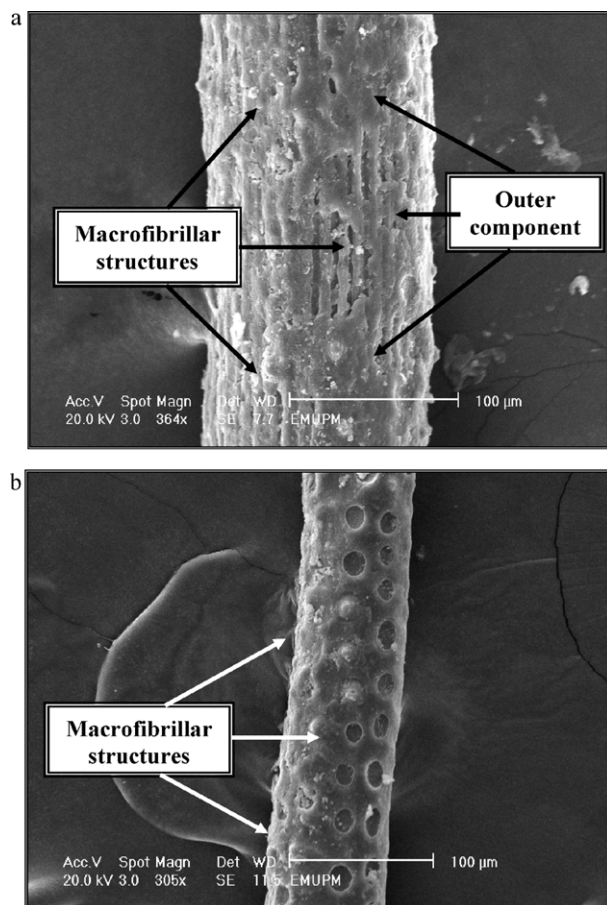 a
Macrofibrillar
structures
Outer
component
Acc.V Spot Magn Det WD 100 µm
20.0 kV 3.0 364x SE 7.7 EMUPM
b
Macrofibrillar
structures
Acc.V Spot Magn Det WD 100 µm
20.0 kV 3.0 305x SE 11.5 EMUPM